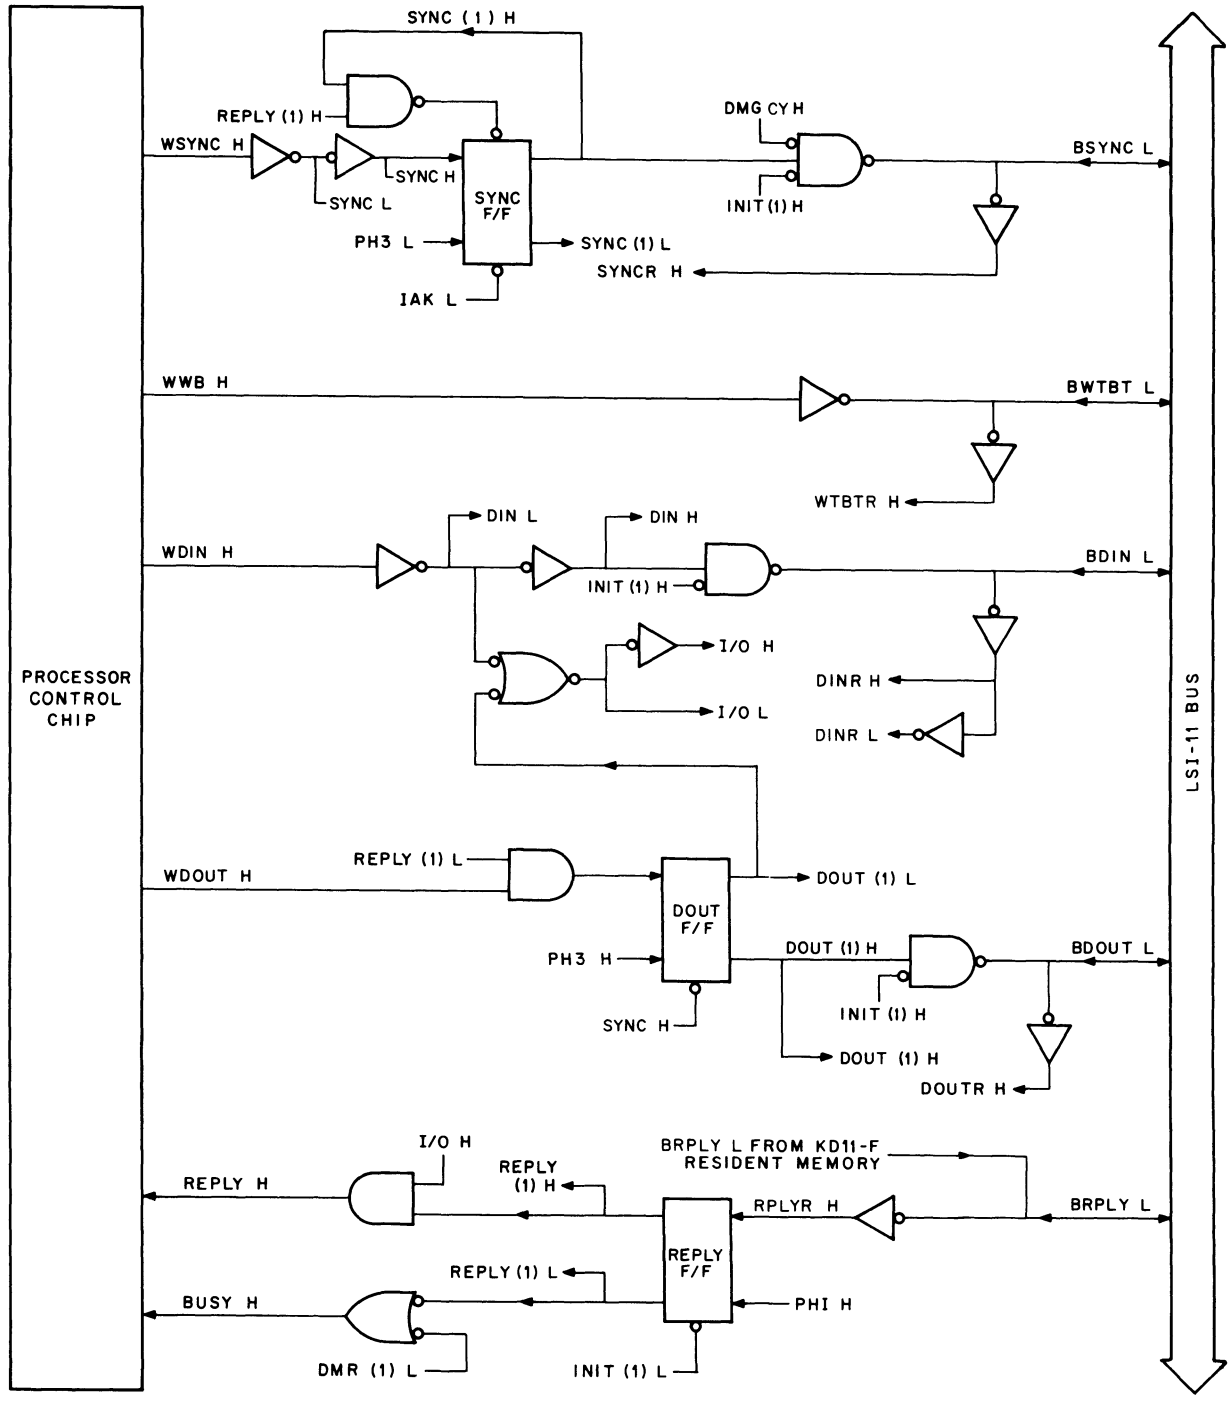 SYNC (1) H
REPLY (1) H
DMG CY H
WSYNC H
BSYNC L
SYNC H
SYNC L
SYNC
F/F
INIT (1) H
PH3 L
SYNC (1) L
SYNCR H
IAK L
WWB H
BWTBT L
WTBTR H
DIN L
DIN H
WDIN H
BDIN L
INIT (1) H
I/O H
DINR H
I/O L
DINR L
PROCESSOR
CONTROL
CHIP
LSI-11 BUS
REPLY (1) L
WDOUT H
DOUT (1) L
DOUT
F/F
DOUT (1) H
BDOUT L
PH3 H
INIT (1) H
SYNC H
DOUT (1) H
DOUTR H
I/O H
BRPLY L FROM KD11-F
RESIDENT MEMORY
REPLY
(1) H
REPLY H
RPLYR H
BRPLY L
REPLY
F/F
REPLY (1) L
BUSY H
PHI H
DMR (1) L
INIT (1) L